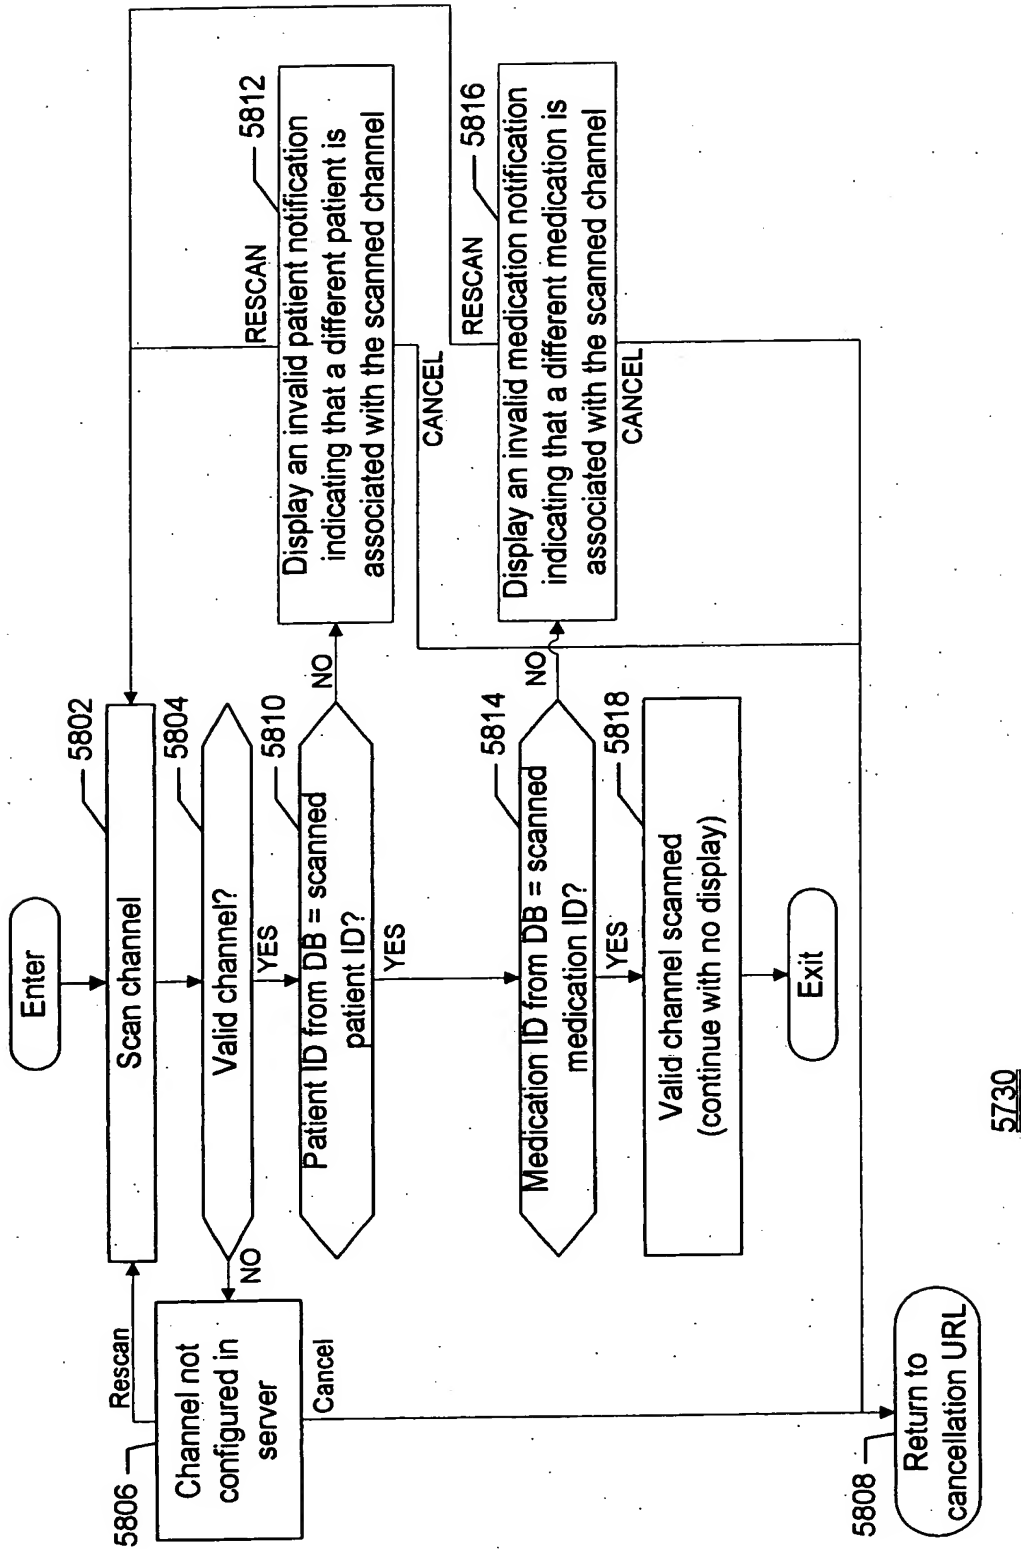 Enter
5802
Scan channel
Rescan
5804
Valid channel?
NO
YES
5806
Channel not
configured in
server
Cancel
5810
Patient ID from DB = scanned
patient ID?
NO
YES
RESCAN
5812
Display an invalid patient notification
indicating that a different patient is
associated with the scanned channel
CANCEL
5814
Medication ID from DB = scanned
medication ID?
NO
YES
RESCAN
5816
Display an invalid medication notification
indicating that a different medication is
associated with the scanned channel
CANCEL
5818
Valid channel scanned
(continue with no display)
Exit
5808
Return to
cancellation URL
5730